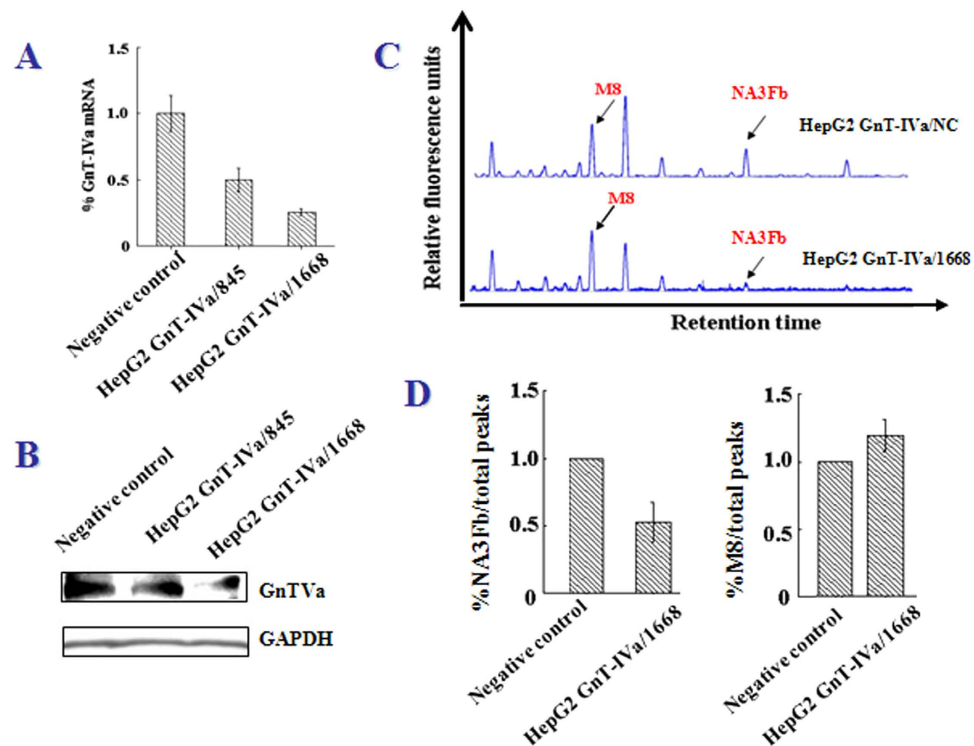 A
% GnT-IVa mRNA
1.5
1.0
0.5
0
Negative control
HepG2 GnT-IVa/845
HepG2 GnT-IVa/1668
B
Negative control
HepG2 GnT-IVa/845
HepG2 GnT-IVa/1668
GnTVa
GAPDH
C
Relative fluorescence units
M8
NA3Fb
HepG2 GnT-IVa/NC
M8
NA3Fb
HepG2 GnT-IVa/1668
Retention time
D
%NA3Fb/total peaks
1.5
1.0
0.5
0
Negative control
HepG2 GnT-IVa/1668
%M8/total peaks
1.5
1.0
0.5
0
Negative control
HepG2 GnT-IVa/1668